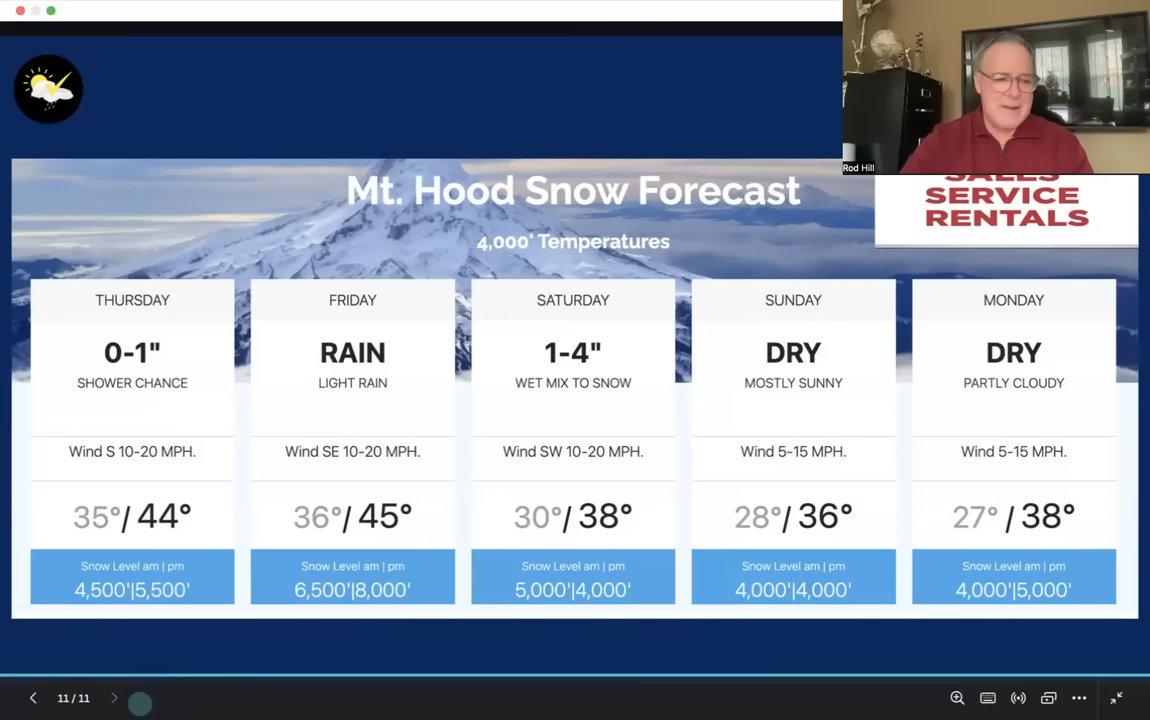 Rod Hill
SALES
SERVICE
RENTALS
Mt. Hood Snow Forecast
4,000' Temperatures
THURSDAY
0-1"
SHOWER CHANCE
Wind S 10-20 MPH.
35°/ 44°
Snow Level am | pm
4,500'|5,500'
FRIDAY
RAIN
LIGHT RAIN
Wind SE 10-20 MPH.
36°/ 45°
Snow Level am | pm
6,500'|8,000'
SATURDAY
1-4"
WET MIX TO SNOW
Wind SW 10-20 MPH.
30°/ 38°
Snow Level am | pm
5,000'|4,000'
SUNDAY
DRY
MOSTLY SUNNY
Wind 5-15 MPH.
28°/ 36°
Snow Level am | pm
4,000'|4,000'
MONDAY
DRY
PARTLY CLOUDY
Wind 5-15 MPH.
27° / 38°
Snow Level am | pm
4,000'|5,000'
11 / 11